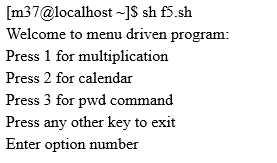 [m37@localhost ~]$ sh f5.sh
Welcome to menu driven program:
Press 1 for multiplication
Press 2 for calendar
Press 3 for pwd command
Press any other key to exit
Enter option number